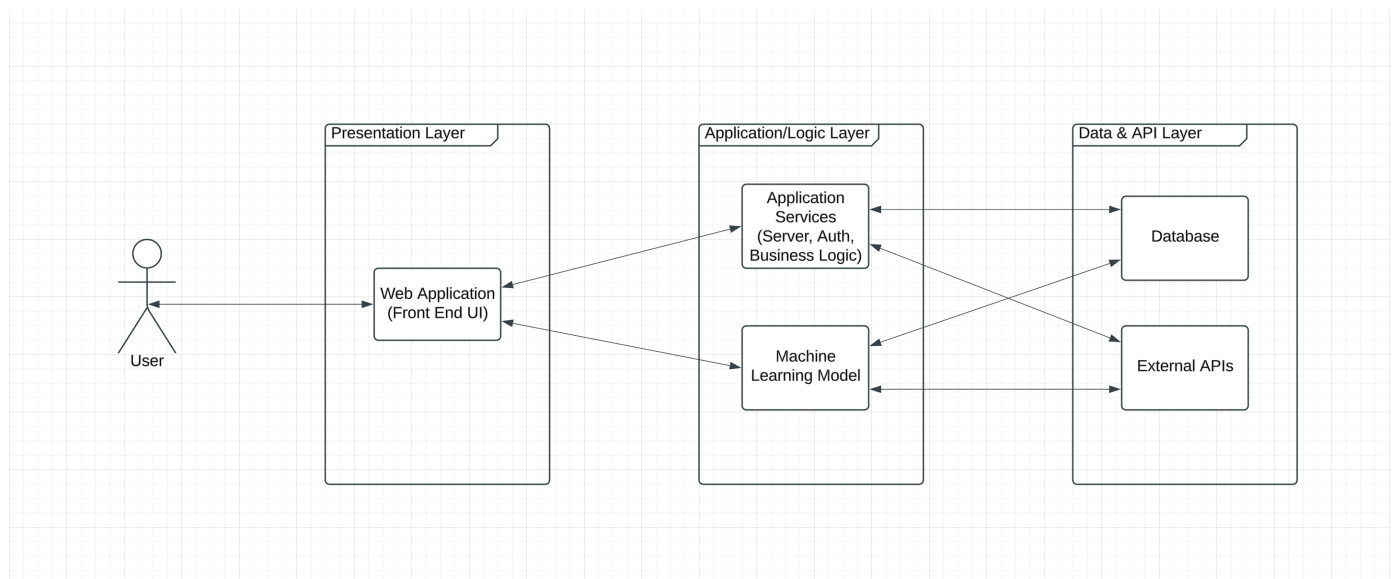 Presentation Layer
Application/Logic Layer
Data & API Layer
User
Web Application
(Front End UI)
Application
Services
(Server, Auth,
Business Logic)
Machine
Learning Model
Database
External APIs